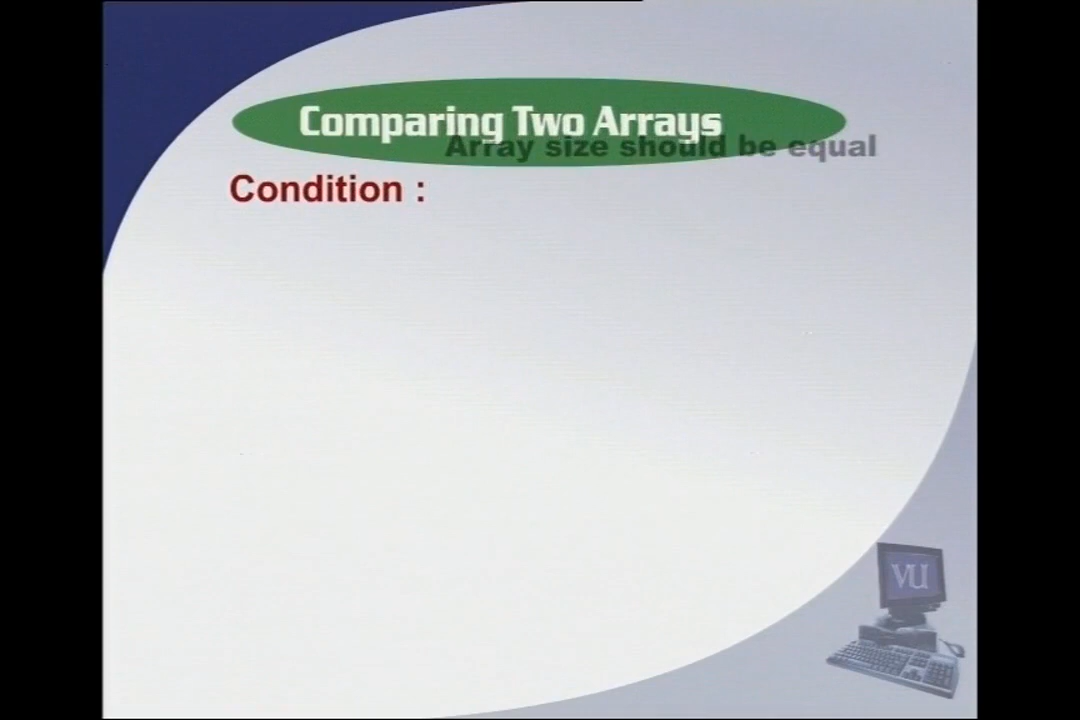 Comparing Two Arrays
Array size should be equal
Condition :
VU